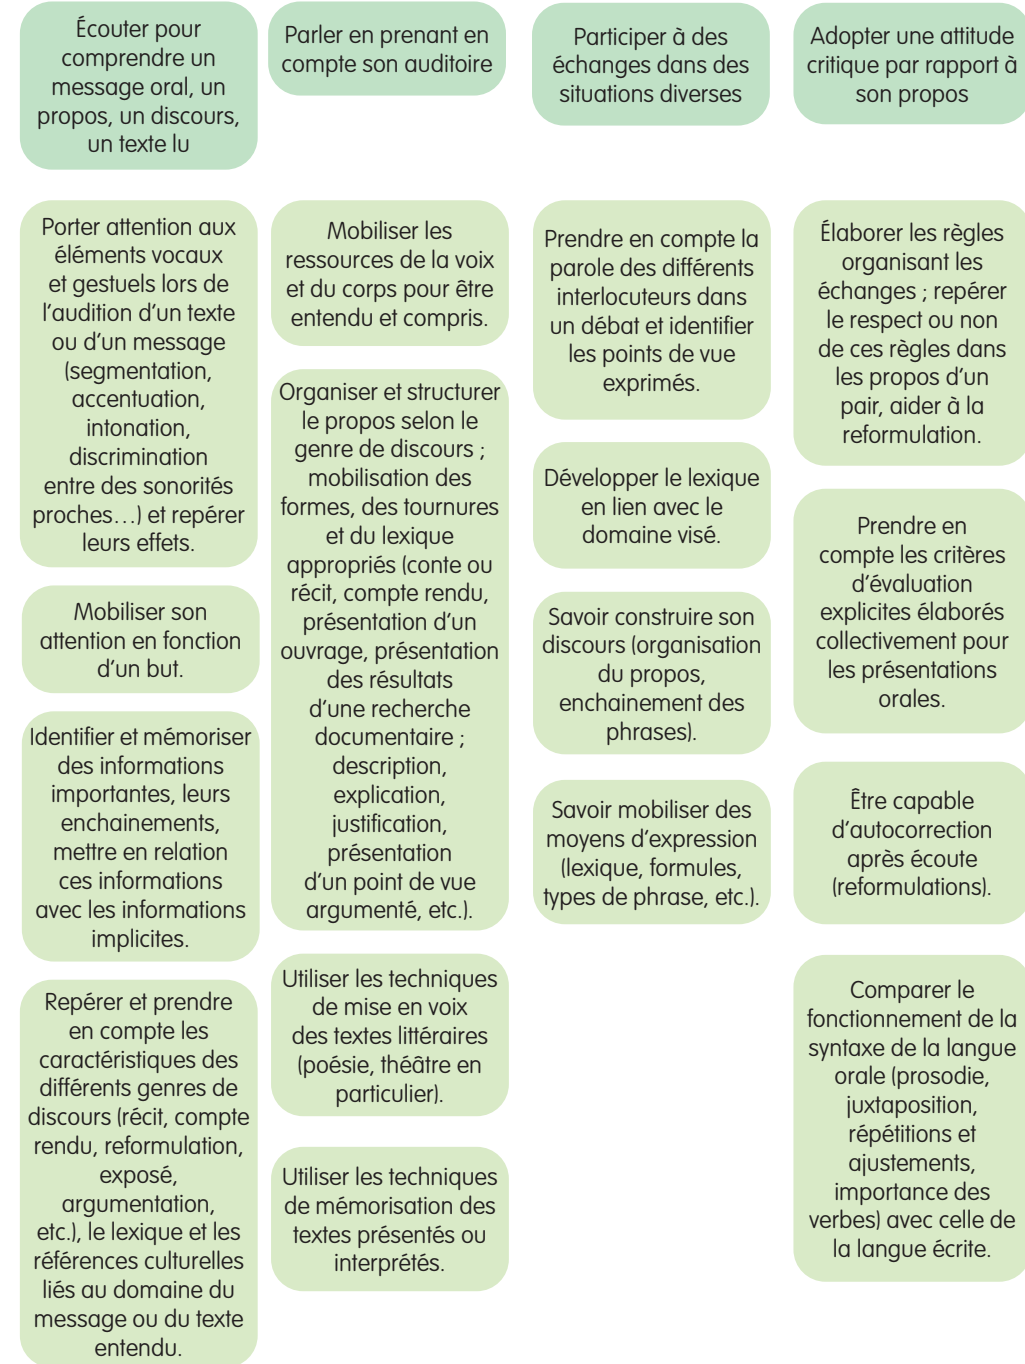 Écouter pour
comprendre un
message oral, un
propos, un discours,
un texte lu
Parler en prenant en
compte son auditoire
Participer à des
échanges dans des
situations diverses
Adopter une attitude
critique par rapport à
son propos
Porter attention aux
éléments vocaux
et gestuels lors de
l'audition d'un texte
ou d'un message
(segmentation,
accentuation,
intonation,
discrimination
entre des sonorités
proches…) et repérer
leurs effets.
Mobiliser son
attention en fonction
d'un but.
Identifier et mémoriser
des informations
importantes, leurs
enchainements,
mettre en relation
ces informations
avec les informations
implicites.
Repérer et prendre
en compte les
caractéristiques des
différents genres de
discours (récit, compte
rendu, reformulation,
exposé,
argumentation,
etc.), le lexique et les
références culturelles
liés au domaine du
message ou du texte
entendu.
Mobiliser les
ressources de la voix
et du corps pour être
entendu et compris.
Organiser et structurer
le propos selon le
genre de discours ;
mobilisation des
formes, des tournures
et du lexique
appropriés (conte ou
récit, compte rendu,
présentation d'un
ouvrage, présentation
des résultats
d'une recherche
documentaire ;
description,
explication,
justification,
présentation
d'un point de vue
argumenté, etc.).
Utiliser les techniques
de mise en voix
des textes littéraires
(poésie, théâtre en
particulier).
Utiliser les techniques
de mémorisation des
textes présentés ou
interprétés.
Prendre en compte la
parole des différents
interlocuteurs dans
un débat et identifier
les points de vue
exprimés.
Développer le lexique
en lien avec le
domaine visé.
Savoir construire son
discours (organisation
du propos,
enchainement des
phrases).
Savoir mobiliser des
moyens d'expression
(lexique, formules,
types de phrase, etc.).
Élaborer les règles
organisant les
échanges ; repérer
le respect ou non
de ces règles dans
les propos d'un
pair, aider à la
reformulation.
Prendre en
compte les critères
d'évaluation
explicites élaborés
collectivement pour
les présentations
orales.
Être capable
d'autocorrection
après écoute
(reformulations).
Comparer le
fonctionnement de la
syntaxe de la langue
orale (prosodie,
juxtaposition,
répétitions et
ajustements,
importance des
verbes) avec celle de
la langue écrite.